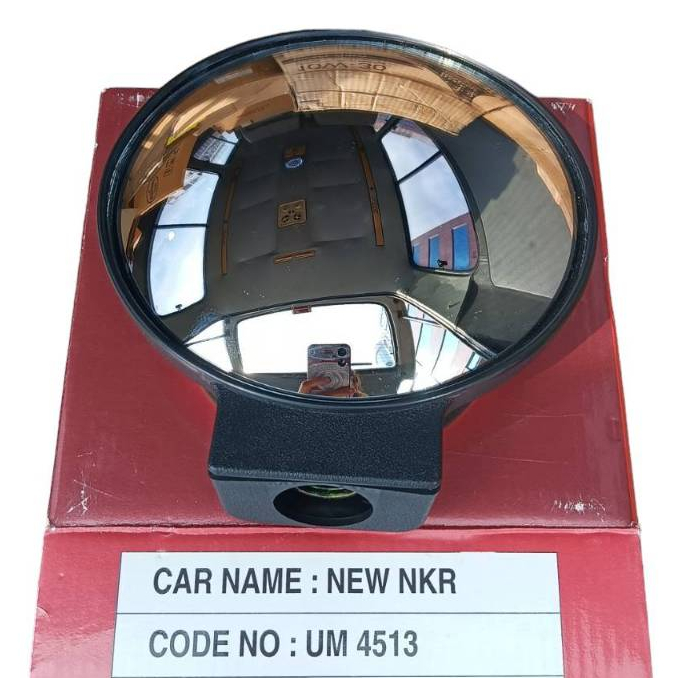 CAR NAME : NEW NKR
CODE NO : UM 4513